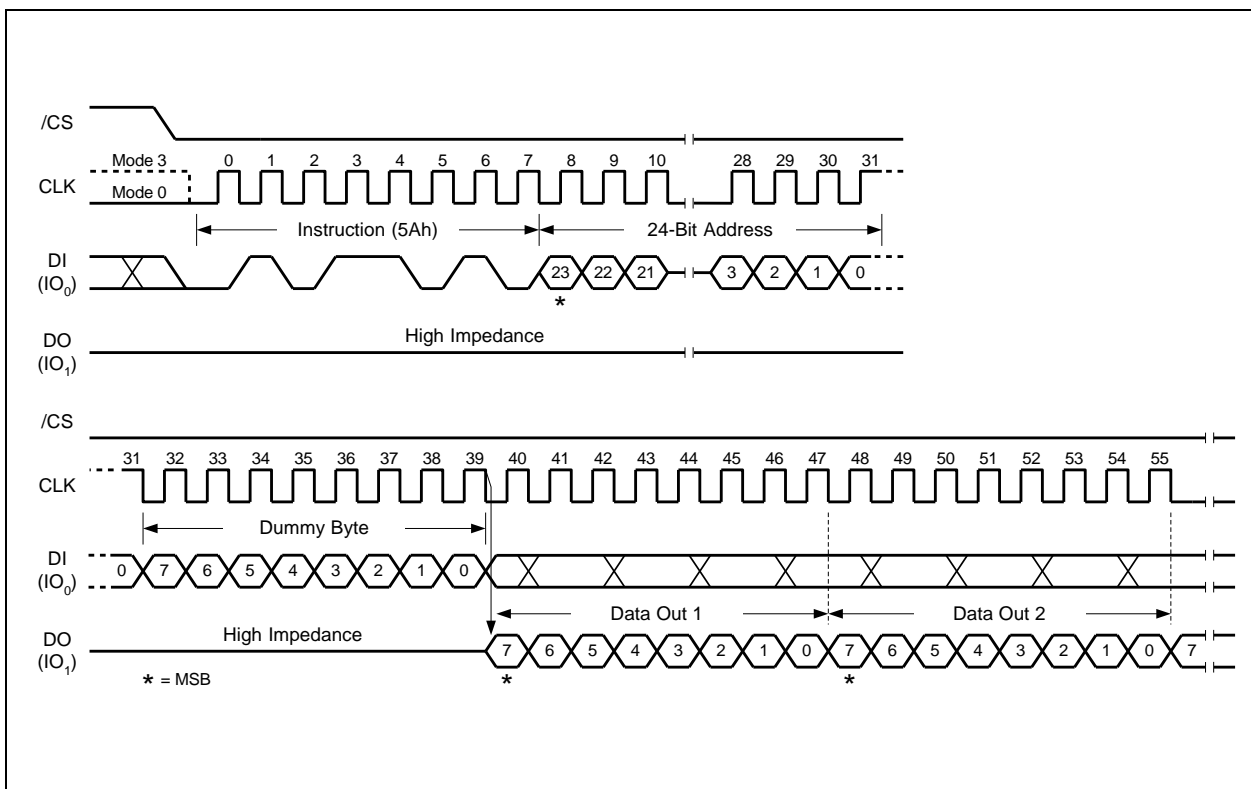 /CS
Mode 3 0 1 2 3 4 5 6 7 8 9 10 28 29 30 31
CLK Mode 0
Instruction (5Ah) 24-Bit Address
DI
(IO0) 23 22 21 3 2 1 0
*
DO High Impedance
(IO1)
/CS
31 32 33 34 35 36 37 38 39 40 41 42 43 44 45 46 47 48 49 50 51 52 53 54 55
CLK
Dummy Byte
DI
(IO0) 0 7 6 5 4 3 2 1 0
Data Out 1 Data Out 2
DO High Impedance
(IO1) 7 6 5 4 3 2 1 0 7 6 5 4 3 2 1 0 7
* = MSB * *